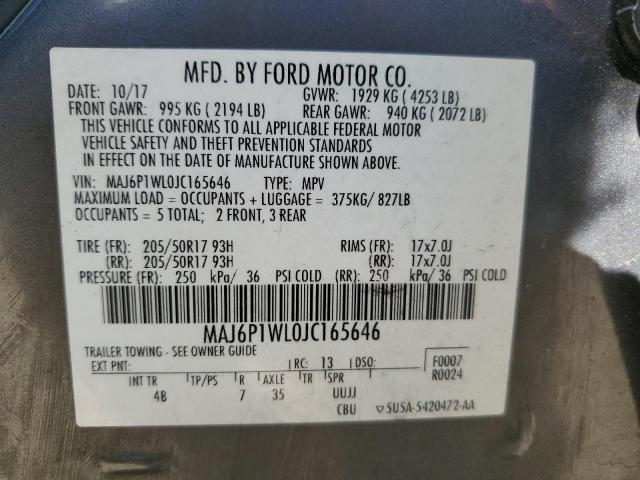 MFD. BY FORD MOTOR CO.
DATE: 10/17 GVWR: 1929 KG ( 4253 LB)
FRONT GAWR: 995 KG ( 2194 LB) REAR GAWR: 940 KG ( 2072 LB)
THIS VEHICLE CONFORMS TO ALL APPLICABLE FEDERAL MOTOR
VEHICLE SAFETY AND THEFT PREVENTION STANDARDS
IN EFFECT ON THE DATE OF MANUFACTURE SHOWN ABOVE.
VIN: MAJ6P1WL0JC165646 TYPE: MPV
MAXIMUM LOAD = OCCUPANTS + LUGGAGE = 375KG/ 827LB
OCCUPANTS = 5 TOTAL; 2 FRONT, 3 REAR
TIRE (FR): 205/50R17 93H RIMS (FR): 17x7.0J
(RR): 205/50R17 93H (RR): 17x7.0J
PRESSURE (FR): 250 kPa/ 36 PSI COLD (RR): 250 kPa/ 36 PSI COLD
MAJ6P1WL0JC165646
TRAILER TOWING - SEE OWNER GUIDE
EXT PNT: RC: 13 DSO: F0007
R0024
INT TR TP/PS R AXLE TR SPR
4B 7 35 UUJJ
CBU ▽5U5A-5420472-AA